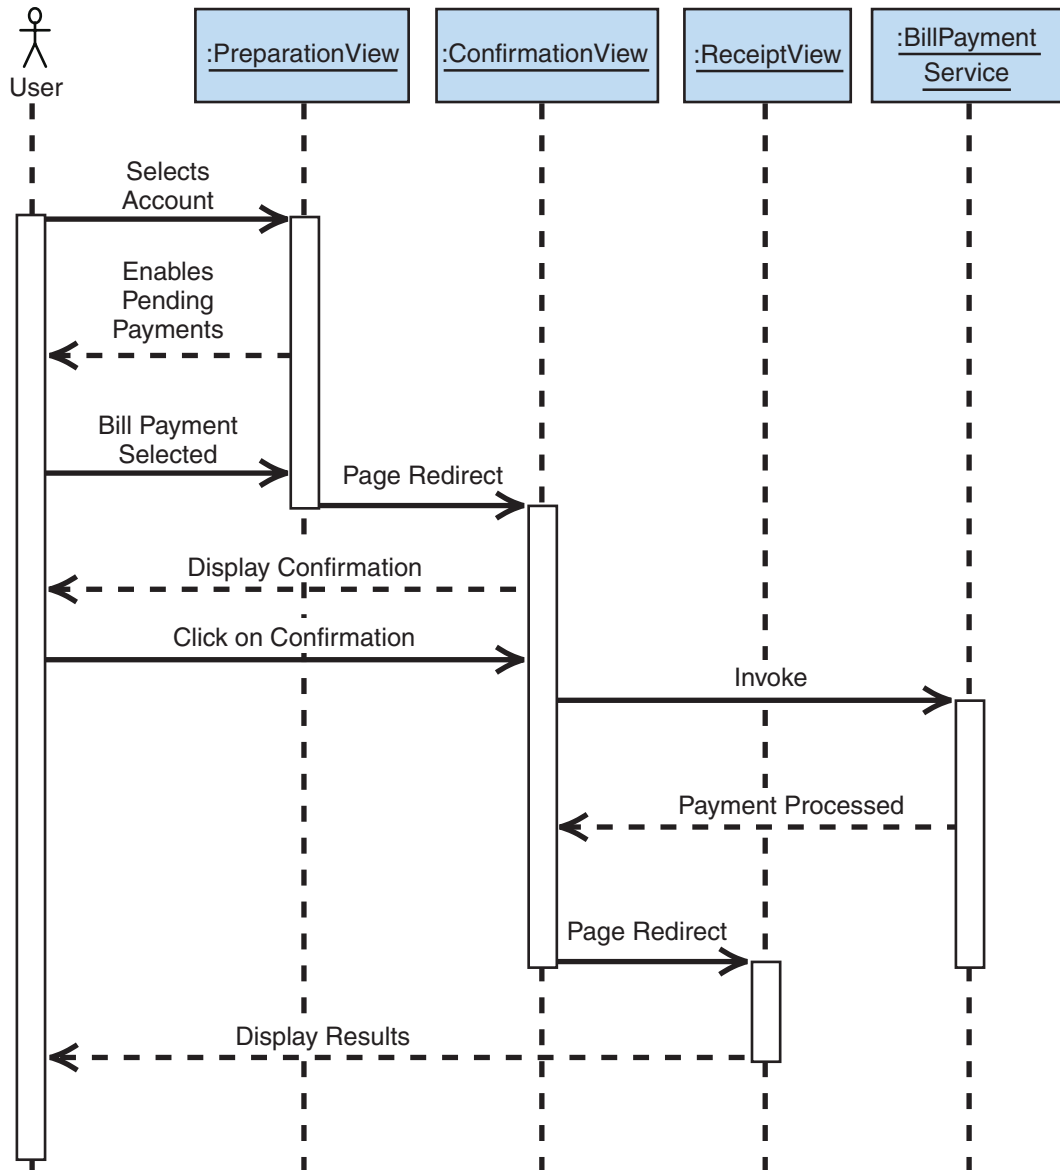 User
:PreparationView
:ConfirmationView
:ReceiptView
:BillPayment
Service
Selects
Account
Enables
Pending
Payments
Bill Payment
Selected
Page Redirect
Display Confirmation
Click on Confirmation
Invoke
Payment Processed
Page Redirect
Display Results